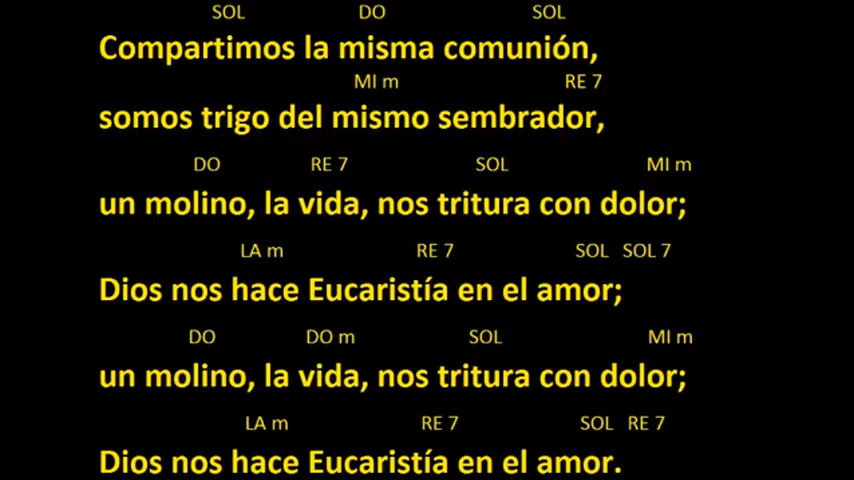 SOL DO SOL
Compartimos la misma comunión,
MI m RE 7
somos trigo del mismo sembrador,
DO RE 7 SOL MI m
un molino, la vida, nos tritura con dolor;
LA m RE 7 SOL SOL 7
Dios nos hace Eucaristía en el amor;
DO DO m SOL MI m
un molino, la vida, nos tritura con dolor;
LA m RE 7 SOL RE 7
Dios nos hace Eucaristía en el amor.